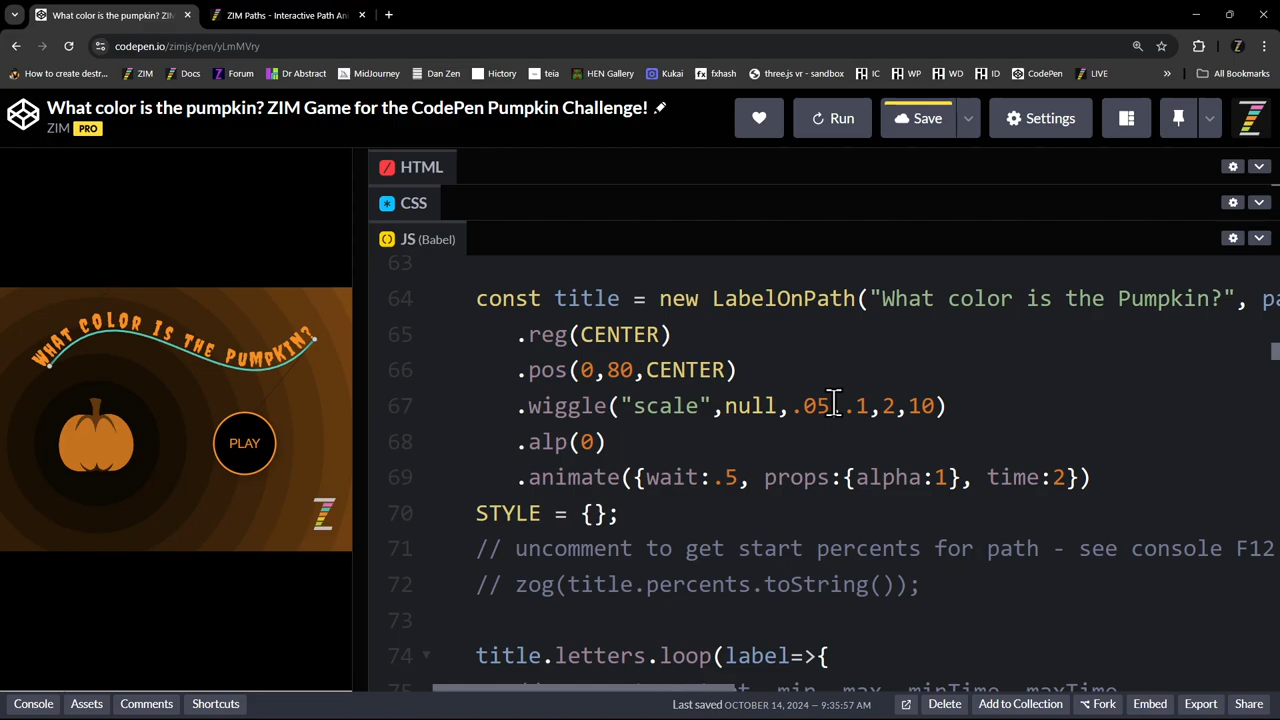 What color is the pumpkin? ZIM
ZIM Paths - Interactive Path Ani
codepen.io/zimjs/pen/yLmMVry
How to create destr...
ZIM
Docs
Forum
Dr Abstract
MidJourney
Dan Zen
Hictory
teia
HEN Gallery
Kukai
fxhash
three.js vr - sandbox
IC
WP
WD
ID
CodePen
LIVE
»
All Bookmarks
What color is the pumpkin? ZIM Game for the CodePen Pumpkin Challenge!
ZIM PRO
Run
Save
Settings
HTML
CSS
JS (Babel)
63
64 const title = new LabelOnPath("What color is the Pumpkin?", pa
65 .reg(CENTER)
66 .pos(0,80,CENTER)
67 .wiggle("scale",null,.05,.1,2,10)
68 .alp(0)
69 .animate({wait:.5, props:{alpha:1}, time:2})
70 STYLE = {};
71 // uncomment to get start percents for path - see console F12
72 // zog(title.percents.toString());
73
74 title.letters.loop(label=>{
75 min, max, minTime, maxTime
WHAT COLOR IS THE PUMPKIN?
PLAY
Console
Assets
Comments
Shortcuts
Last saved OCTOBER 14, 2024 — 9:35:57 AM
Delete
Add to Collection
Fork
Embed
Export
Share